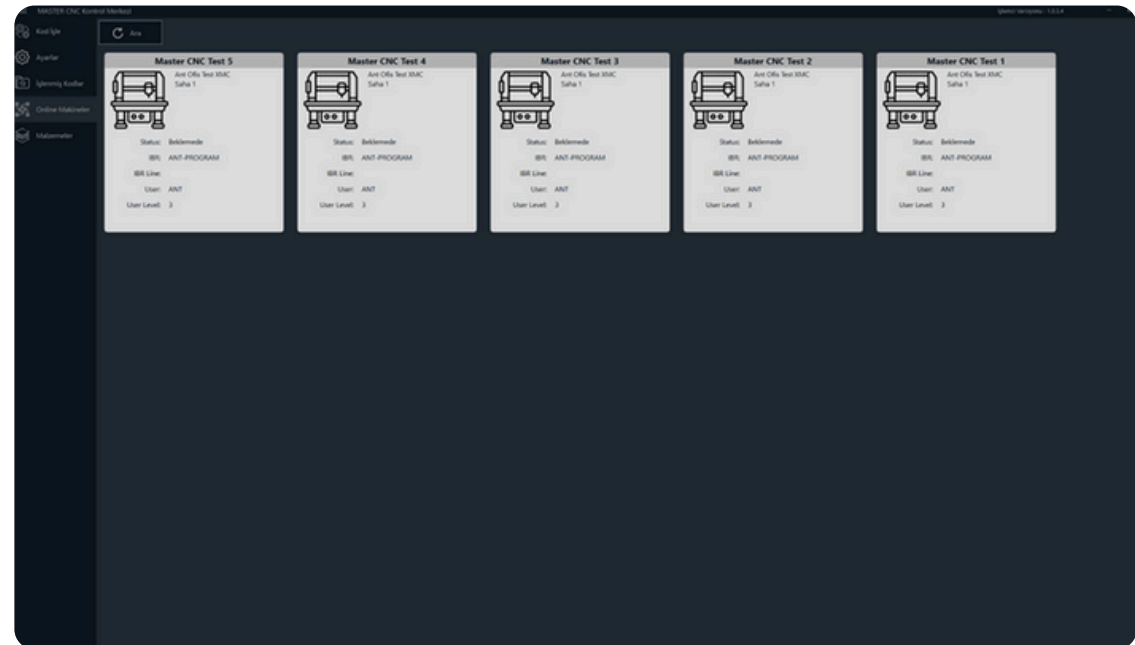 MASTER CNC Kontrol Merkezi
İşlemci Versiyonu : 1.0.3.4
Kod İşle
Ayarlar
İşlenmiş Kodlar
Online Makineler
Malzemeler
Ara
Master CNC Test 5
Ant Ofis Test XMC
Saha 1
Status: Beklemede
IBR: ANT-PROGRAM
IBR Line:
User: ANT
User Level: 3
Master CNC Test 4
Ant Ofis Test XMC
Saha 1
Status: Beklemede
IBR: ANT-PROGRAM
IBR Line:
User: ANT
User Level: 3
Master CNC Test 3
Ant Ofis Test XMC
Saha 1
Status: Beklemede
IBR: ANT-PROGRAM
IBR Line:
User: ANT
User Level: 3
Master CNC Test 2
Ant Ofis Test XMC
Saha 1
Status: Beklemede
IBR: ANT-PROGRAM
IBR Line:
User: ANT
User Level: 3
Master CNC Test 1
Ant Ofis Test XMC
Saha 1
Status: Beklemede
IBR: ANT-PROGRAM
IBR Line:
User: ANT
User Level: 3